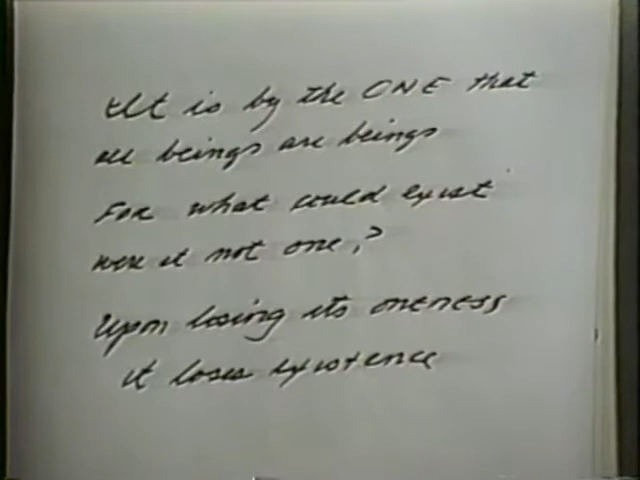 It is by the ONE that
all beings are beings
For what could exist
were it not one,?
Upon losing its oneness
it loses existence